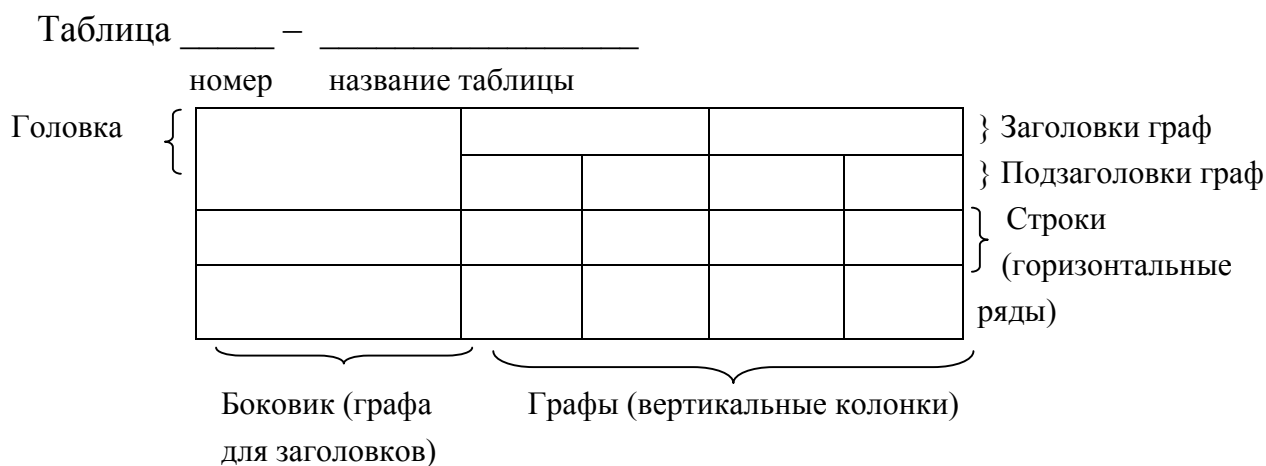 Таблица _____ – _________________
номер название таблицы
Головка
} Заголовки граф
} Подзаголовки граф
Строки
(горизонтальные
ряды)
Боковик (графа
для заголовков)
Графы (вертикальные колонки)